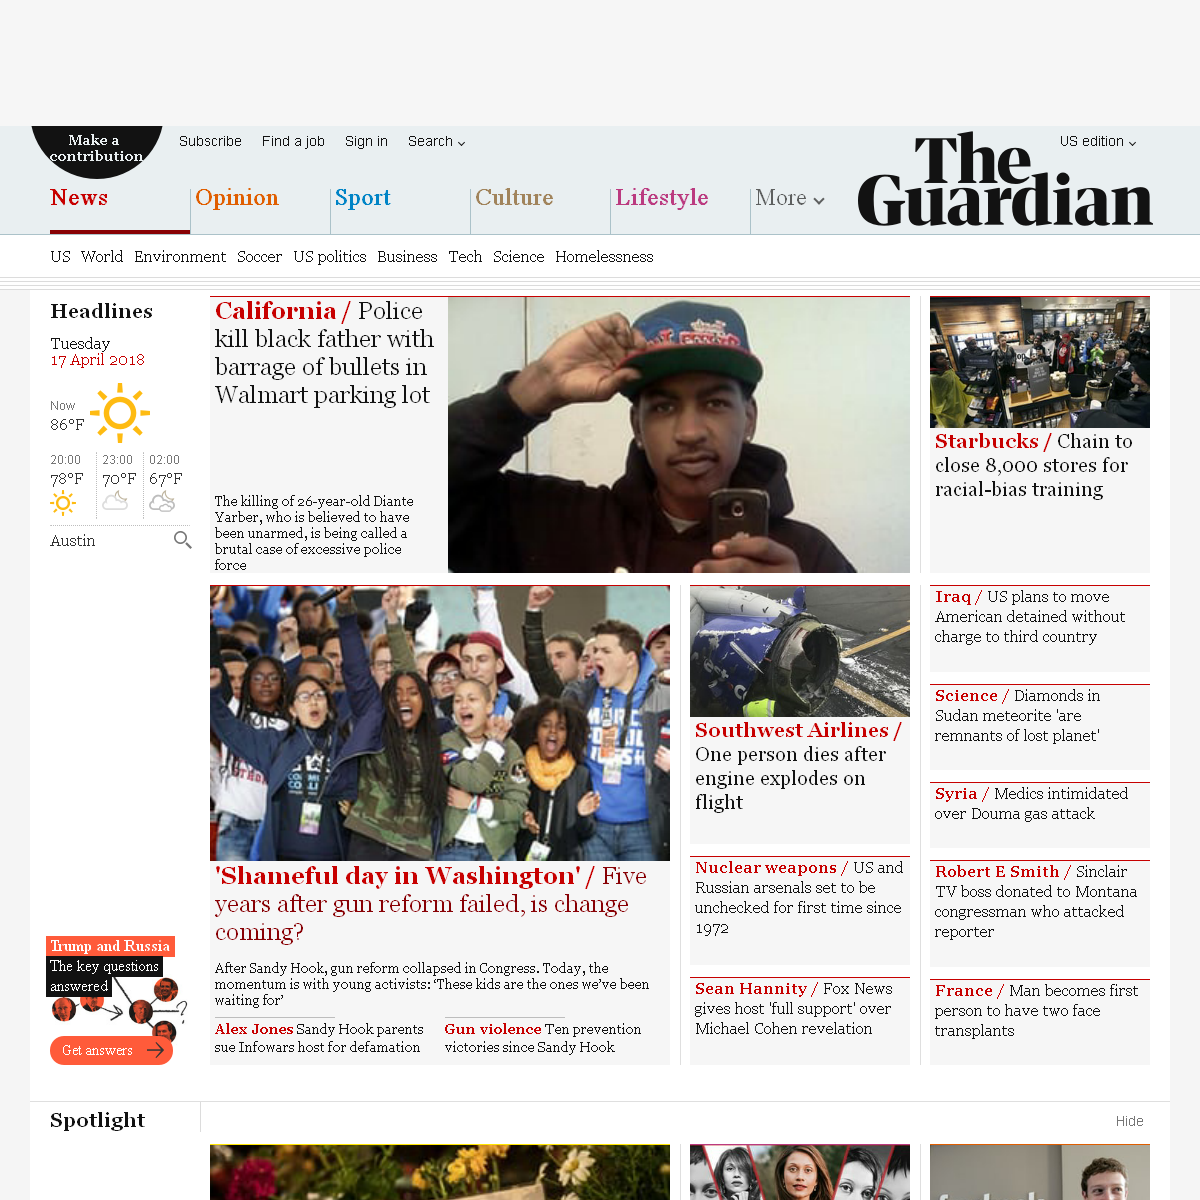 Make a
contribution
Subscribe
Find a job
Sign in
Search
US edition
The
Guardian
News
Opinion
Sport
Culture
Lifestyle
More
US World Environment Soccer US politics Business Tech Science Homelessness
Headlines
Tuesday
17 April 2018
Now
86°F
20:00
78°F
23:00
70°F
02:00
67°F
Austin
California / Police
kill black father with
barrage of bullets in
Walmart parking lot
The killing of 26-year-old Diante
Yarber, who is believed to have
been unarmed, is being called a
brutal case of excessive police
force
Starbucks / Chain to
close 8,000 stores for
racial-bias training
'Shameful day in Washington' / Five
years after gun reform failed, is change
coming?
After Sandy Hook, gun reform collapsed in Congress. Today, the
momentum is with young activists: ‘These kids are the ones we’ve been
waiting for’
Alex Jones Sandy Hook parents
sue Infowars host for defamation
Gun violence Ten prevention
victories since Sandy Hook
Southwest Airlines /
One person dies after
engine explodes on
flight
Nuclear weapons / US and
Russian arsenals set to be
unchecked for first time since
1972
Sean Hannity / Fox News
gives host 'full support' over
Michael Cohen revelation
Iraq / US plans to move
American detained without
charge to third country
Science / Diamonds in
Sudan meteorite 'are
remnants of lost planet'
Syria / Medics intimidated
over Douma gas attack
Robert E Smith / Sinclair
TV boss donated to Montana
congressman who attacked
reporter
France / Man becomes first
person to have two face
transplants
Trump and Russia
The key questions
answered
Get answers
Spotlight
Hide